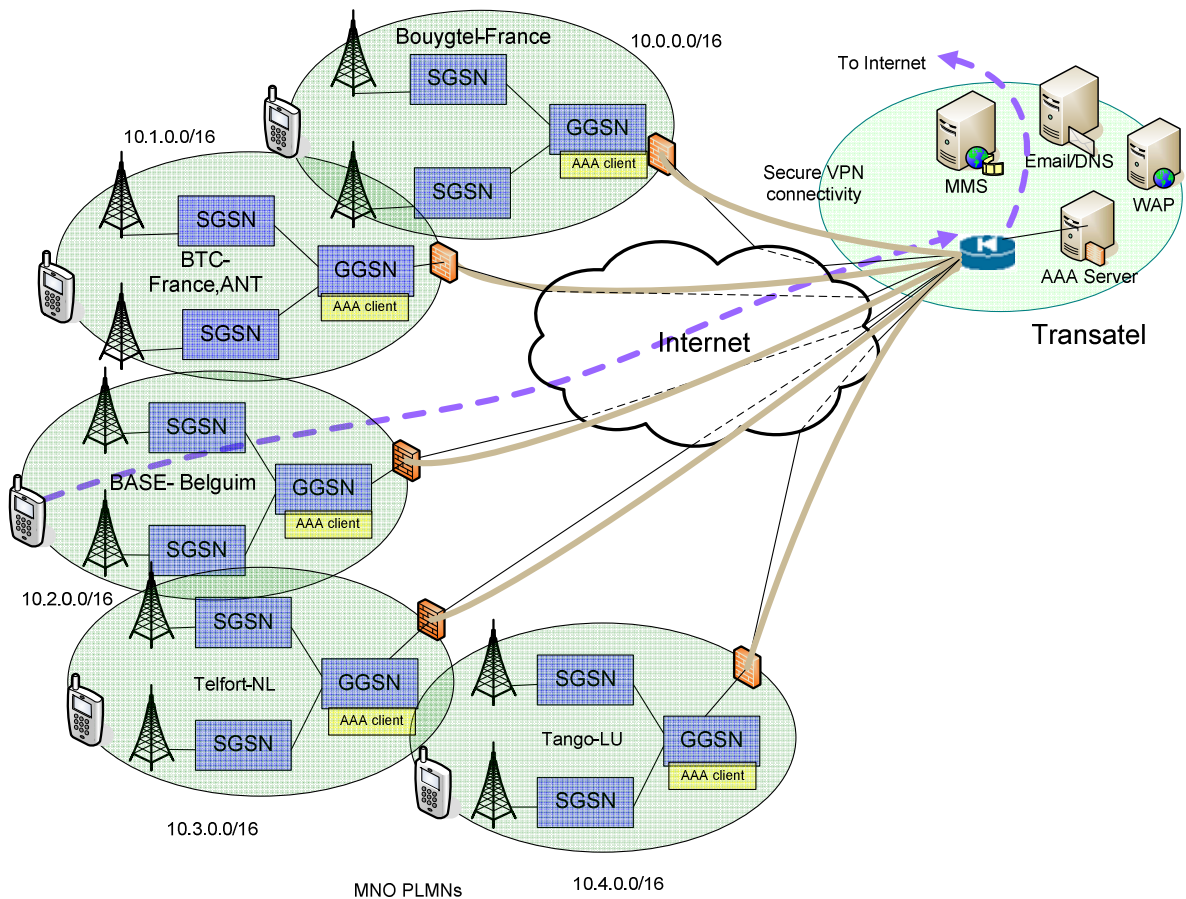 Bouygtel-France
10.0.0.0/16
SGSN
GGSN
AAA client
SGSN
To Internet
Email/DNS
MMS
WAP
Secure VPN
connectivity
AAA Server
Transatel
10.1.0.0/16
SGSN
BTC-
France,ANT
GGSN
AAA client
SGSN
Internet
SGSN
BASE- Belguim
GGSN
AAA client
SGSN
10.2.0.0/16
SGSN
Telfort-NL
GGSN
AAA client
SGSN
10.3.0.0/16
SGSN
Tango-LU
GGSN
AAA client
SGSN
10.4.0.0/16
MNO PLMNs